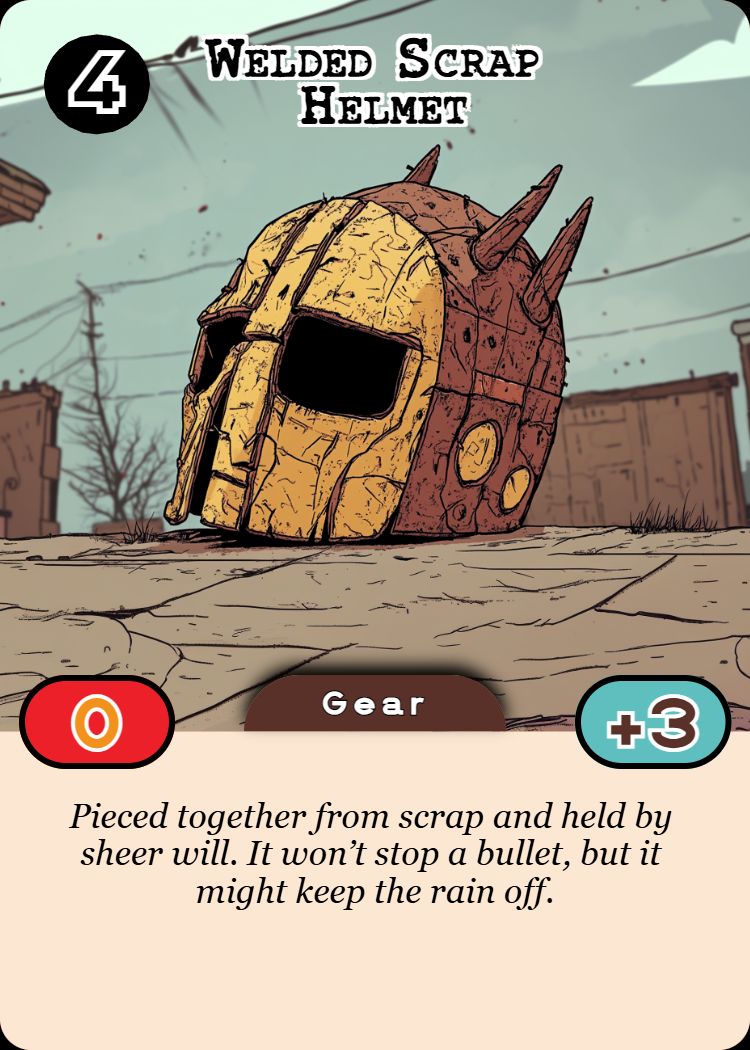 4
Welded Scrap
Helmet
0
Gear
+3
Pieced together from scrap and held by
sheer will. It won’t stop a bullet, but it
might keep the rain off.